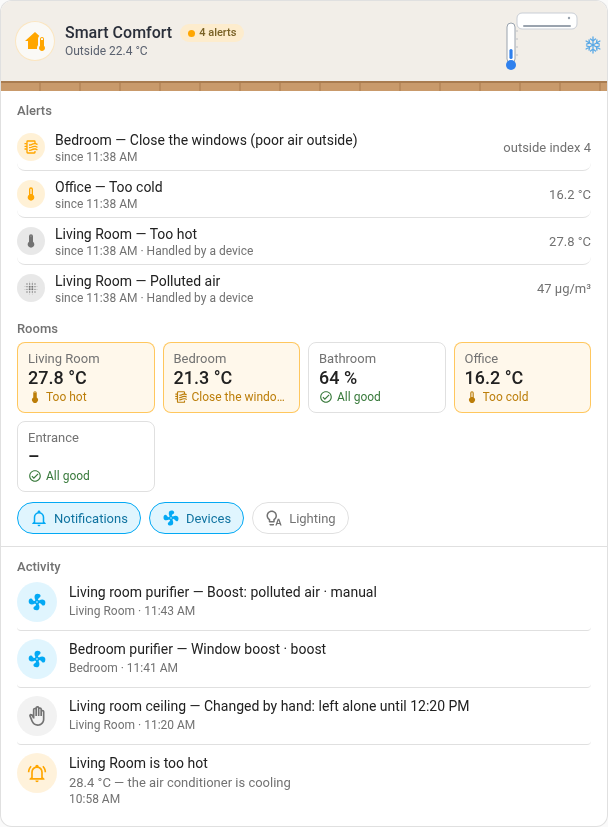 Smart Comfort
4 alerts
Outside 22.4 °C
Alerts
Bedroom — Close the windows (poor air outside)
since 11:38 AM
outside index 4
Office — Too cold
since 11:38 AM
16.2 °C
Living Room — Too hot
since 11:38 AM · Handled by a device
27.8 °C
Living Room — Polluted air
since 11:38 AM · Handled by a device
47 µg/m³
Rooms
Living Room
27.8 °C
Too hot
Bedroom
21.3 °C
Close the windo…
Bathroom
64 %
All good
Office
16.2 °C
Too cold
Entrance
–
All good
Notifications
Devices
Lighting
Activity
Living room purifier — Boost: polluted air · manual
Living Room · 11:43 AM
Bedroom purifier — Window boost · boost
Bedroom · 11:41 AM
Living room ceiling — Changed by hand: left alone until 12:20 PM
Living Room · 11:20 AM
Living Room is too hot
28.4 °C — the air conditioner is cooling
10:58 AM